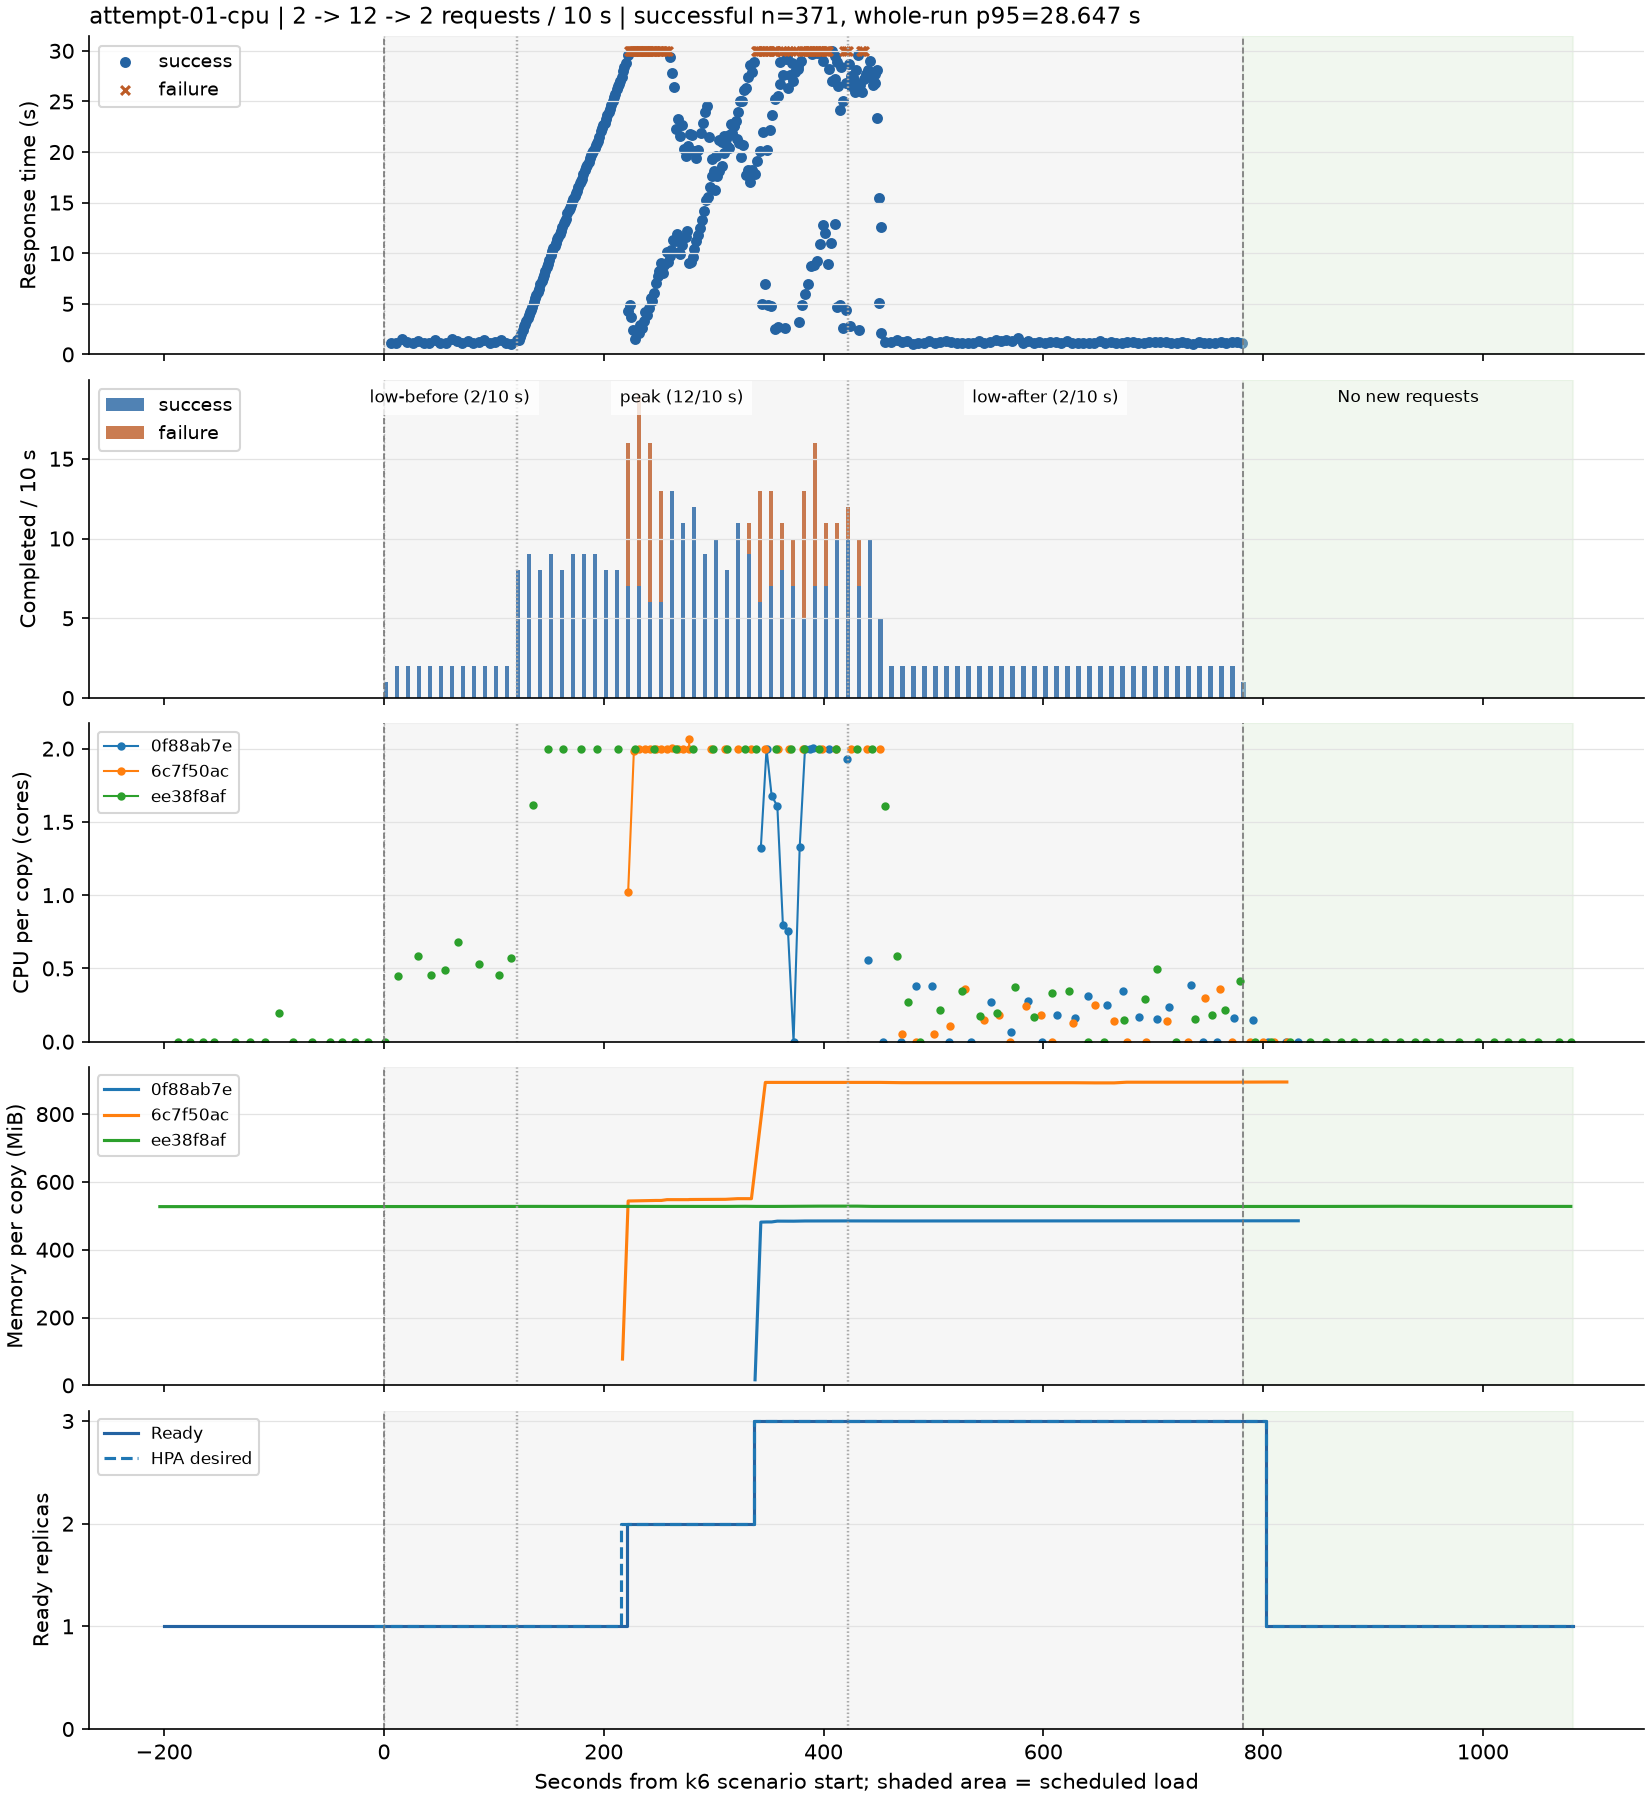 attempt-01-cpu | 2 -> 12 -> 2 requests / 10 s | successful n=371, whole-run p95=28.647 s
Response time (s)
30
25
20
15
10
5
0
success
failure
Completed / 10 s
15
10
5
0
success
failure
low-before (2/10 s)
peak (12/10 s)
low-after (2/10 s)
No new requests
CPU per copy (cores)
2.0
1.5
1.0
0.5
0.0
0f88ab7e
6c7f50ac
ee38f8af
Memory per copy (MiB)
800
600
400
200
0
0f88ab7e
6c7f50ac
ee38f8af
Ready replicas
3
2
1
0
Ready
HPA desired
−200
0
200
400
600
800
1000
Seconds from k6 scenario start; shaded area = scheduled load